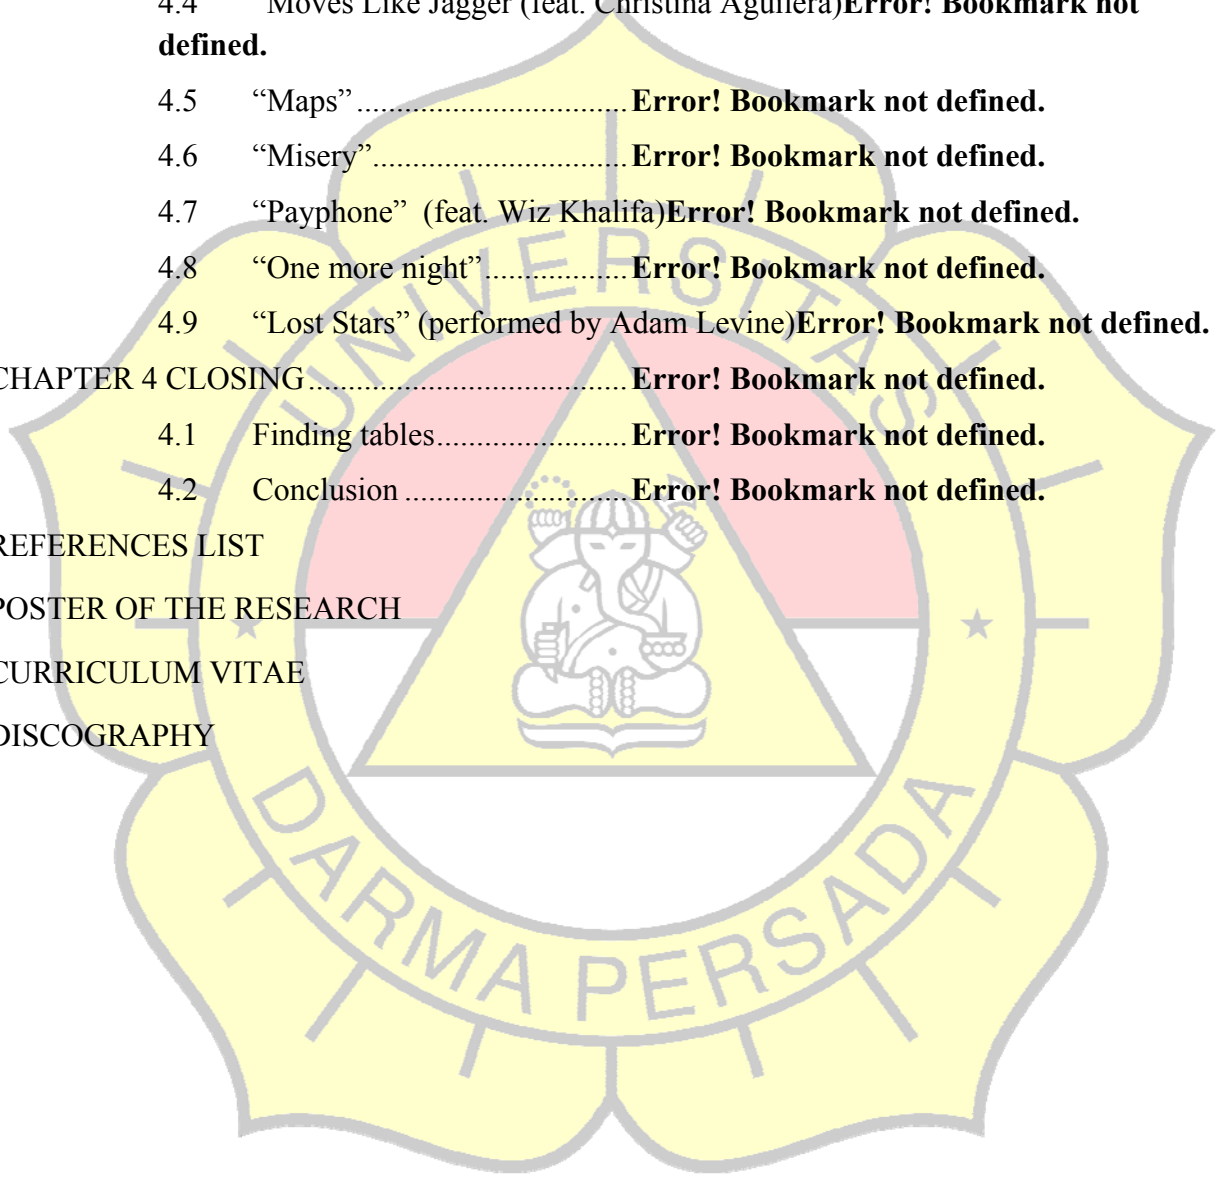 4.4 “Moves Like Jagger (feat. Christina Aguilera)Error! Bookmark not
defined.
4.5 “Maps”..................................Error! Bookmark not defined.
4.6 “Misery”................................Error! Bookmark not defined.
4.7 “Payphone” (feat. Wiz Khalifa)Error! Bookmark not defined.
4.8 “One more night”..................Error! Bookmark not defined.
4.9 “Lost Stars” (performed by Adam Levine)Error! Bookmark not defined.
CHAPTER 4 CLOSING........................................Error! Bookmark not defined.
4.1 Finding tables........................Error! Bookmark not defined.
4.2 Conclusion............................Error! Bookmark not defined.
REFERENCES LIST
POSTER OF THE RESEARCH
CURRICULUM VITAE
DISCOGRAPHY
UNIVERSITAS
DARMA PERSADA